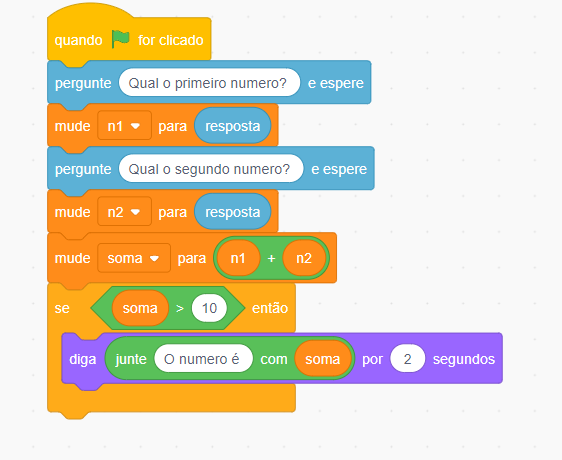 quando for clicado
pergunte Qual o primeiro numero? e espere
mude n1 para resposta
pergunte Qual o segundo numero? e espere
mude n2 para resposta
mude soma para n1 + n2
se soma > 10 então
diga junte O numero é com soma por 2 segundos